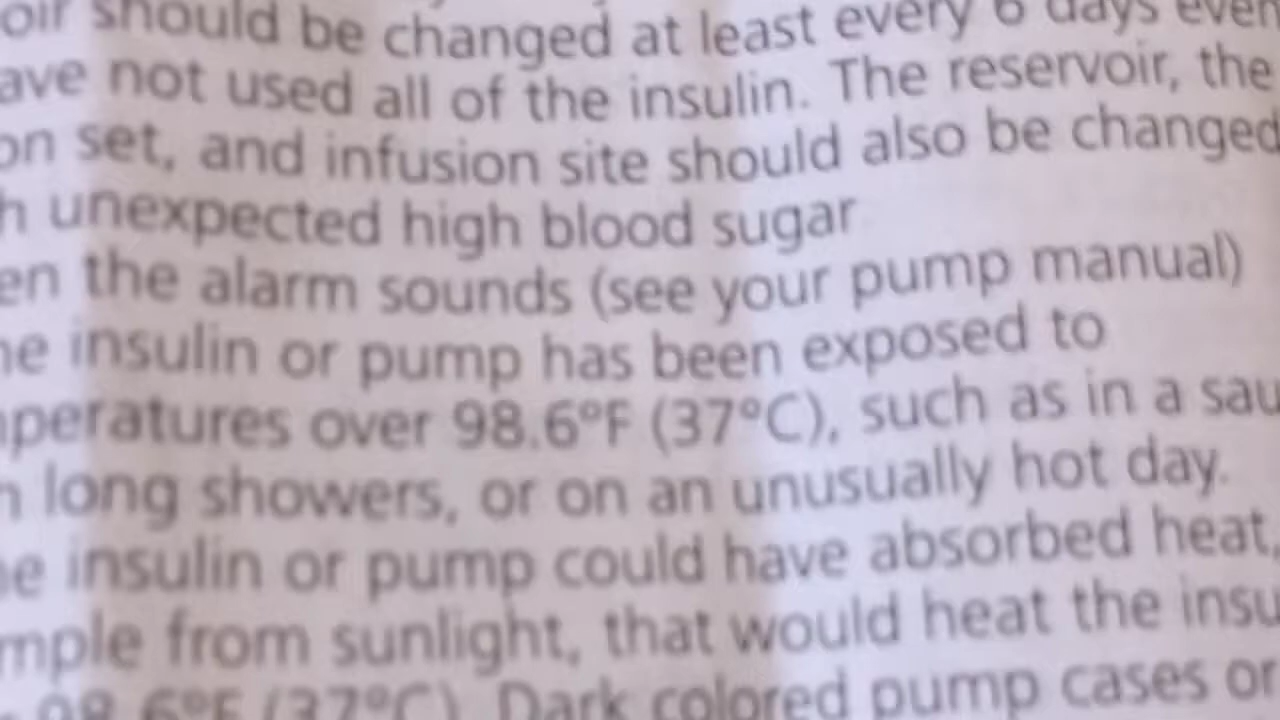 oir should be changed at least every 6 days even
ave not used all of the insulin. The reservoir, the
on set, and infusion site should also be changed
h unexpected high blood sugar
en the alarm sounds (see your pump manual)
he insulin or pump has been exposed to
mperatures over 98.6°F (37°C), such as in a sau
n long showers, or on an unusually hot day.
he insulin or pump could have absorbed heat,
mple from sunlight, that would heat the insu
98.6°F (37°C). Dark colored pump cases or